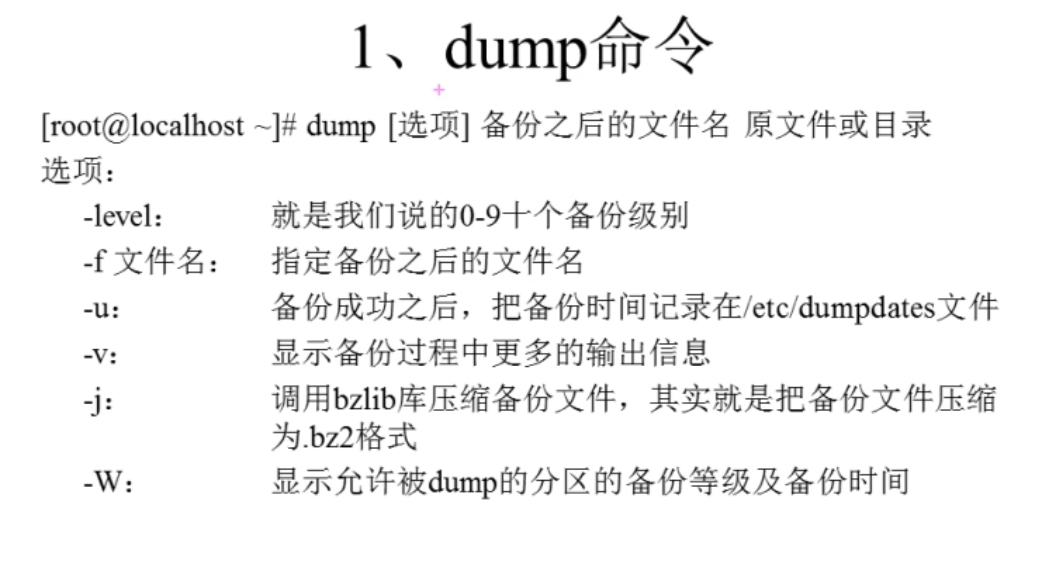 1、dump命令
[root@localhost ~]# dump [选项] 备份之后的文件名 原文件或目录
选项：
-level： 就是我们说的0-9十个备份级别
-f 文件名： 指定备份之后的文件名
-u： 备份成功之后，把备份时间记录在/etc/dumpdates文件
-v： 显示备份过程中更多的输出信息
-j： 调用bzlib库压缩备份文件，其实就是把备份文件压缩
为.bz2格式
-W： 显示允许被dump的分区的备份等级及备份时间